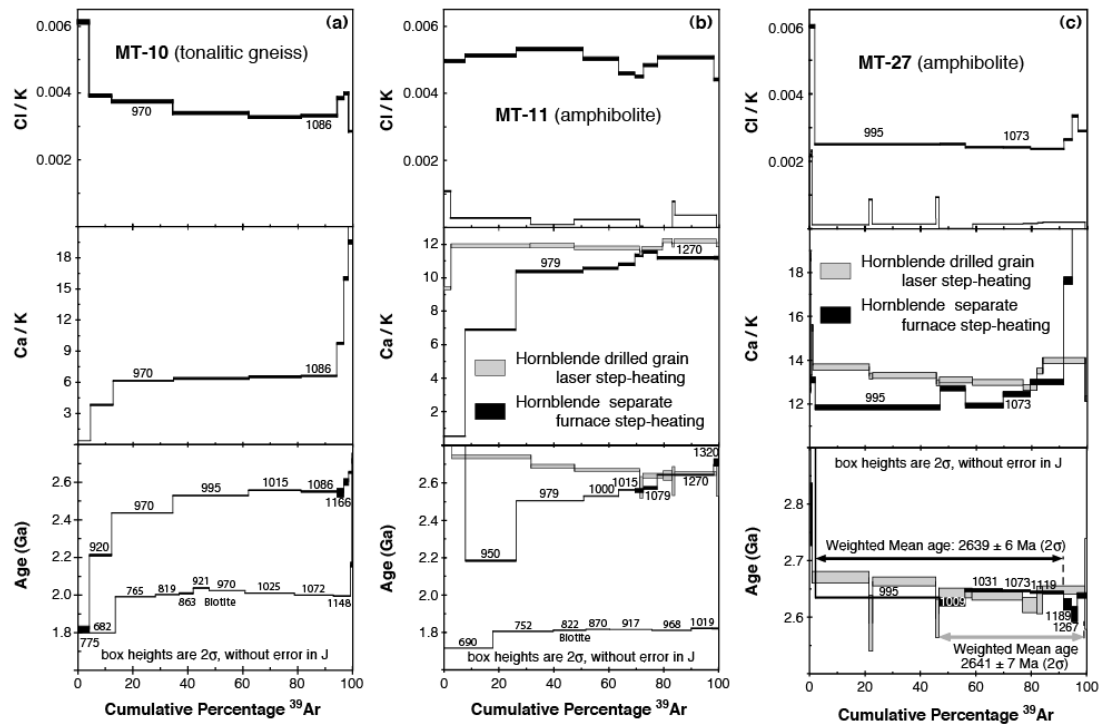 (a)
MT-10 (tonalitic gneiss)
Cl / K
0.006
0.004
0.002
970
1086
Ca / K
18
15
12
9
6
3
970
1086
Age (Ga)
2.6
2.4
2.2
2.0
1.8
775
920
970
995
1015
1086
1166
682
765
819
863
921
970
1025
1072
1148
Biotite
box heights are 2σ, without error in J
0 20 40 60 80 100
Cumulative Percentage ³⁹Ar
(b)
MT-11 (amphibolite)
Cl / K
0.006
0.004
0.002
Ca / K
12
10
8
6
4
2
0
979
1270
Hornblende drilled grain
laser step-heating
Hornblende separate
furnace step-heating
Age (Ga)
2.6
2.4
2.2
2.0
1.8
950
979
1000
1015
1079
1270
1320
690
752
822
870
917
968
1019
Biotite
box heights are 2σ, without error in J
0 20 40 60 80 100
Cumulative Percentage ³⁹Ar
(c)
MT-27 (amphibolite)
Cl / K
0.006
0.004
0.002
995
1073
Ca / K
18
16
14
12
995
1073
Hornblende drilled grain
laser step-heating
Hornblende separate
furnace step-heating
Age (Ga)
2.8
2.7
2.6
2.5
box heights are 2σ, without error in J
Weighted Mean age: 2639 ± 6 Ma (2σ)
995
1009
1031
1073
1119
1189
1267
Weighted Mean age
2641 ± 7 Ma (2σ)
0 20 40 60 80 100
Cumulative Percentage ³⁹Ar